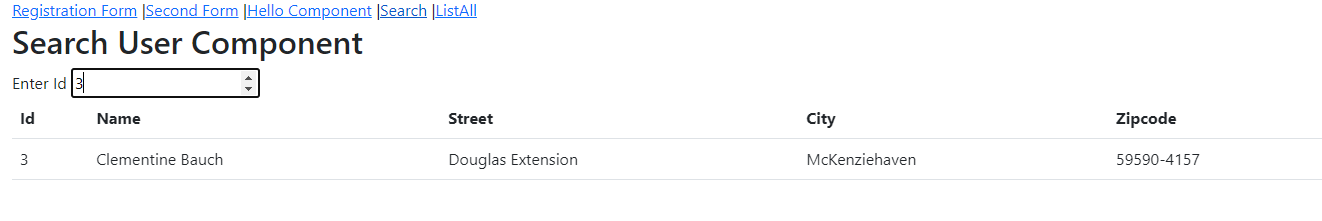 Registration Form |Second Form |Hello Component |Search |ListAll
Search User Component
Enter Id 3
Id Name Street City Zipcode
3 Clementine Bauch Douglas Extension McKenziehaven 59590-4157